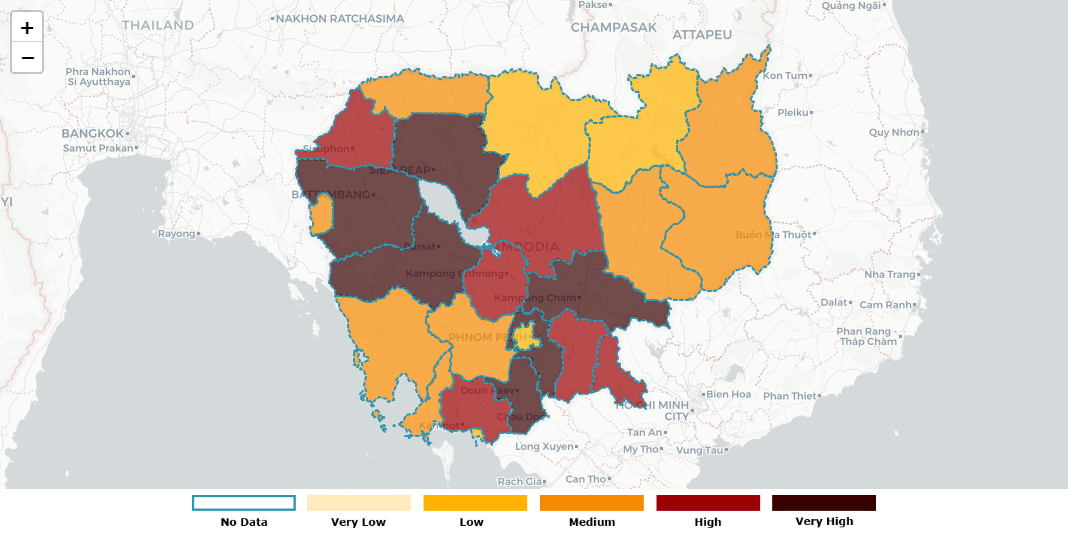 +
−
THAILAND
NAKHON RATCHASIMA
Pakse
CHAMPASAK
ATTAPEU
Quảng Ngãi
Phra Nakhon
Si Ayutthaya
Kon Tum
Pleiku
BANGKOK
Samut Prakan
Quy Nhơn
Sisophon
SIEM REAP
BATTAMBANG
YI
Rayong
Pursat
CAMBODIA
Buôn Ma Thuột
Kampong Chhnang
Nha Trang
Kampong Cham
Dalat
Cam Ranh
PHNOM PENH
Phan Rang -
Tháp Chàm
Doun Kaev
Bien Hoa
Phan Thiet
HO CHI MINH
CITY
Chau Doc
Kampot
Tan An
Long Xuyen
My Tho
Vung Tau
Rạch Giá
Can Tho
No Data
Very Low
Low
Medium
High
Very High